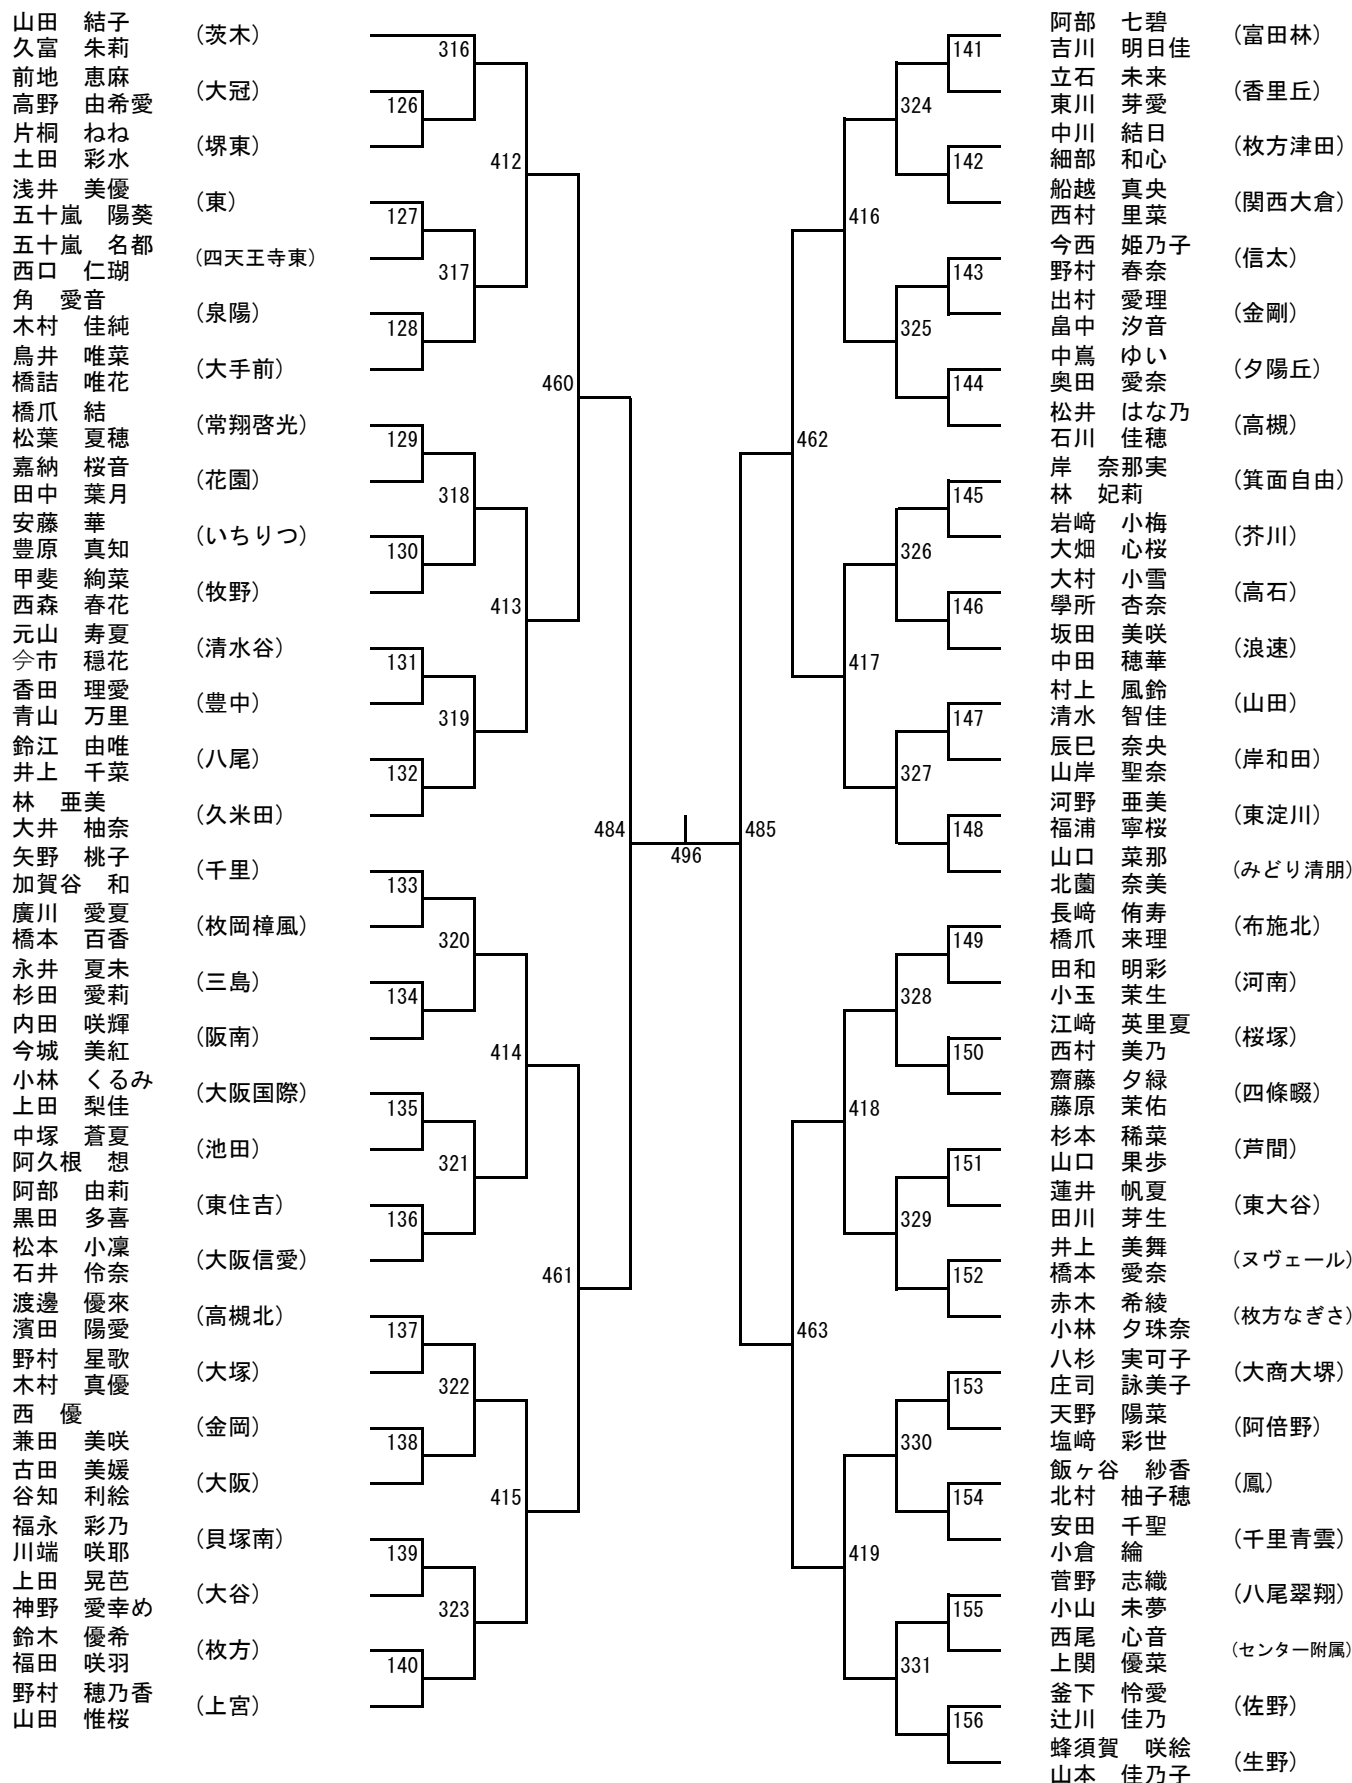 山田　結子
久富　朱莉
(茨木)
前地　恵麻
高野　由希愛
(大冠)
片桐　ねね
土田　彩水
(堺東)
浅井　美優
五十嵐　陽葵
(東)
五十嵐　名都
西口　仁瑚
(四天王寺東)
角　愛音
木村　佳純
(泉陽)
鳥井　唯菜
橋詰　唯花
(大手前)
橋爪　結
松葉　夏穂
(常翔啓光)
嘉納　桜音
田中　葉月
(花園)
安藤　華
豊原　真知
(いちりつ)
甲斐　絢菜
西森　春花
(牧野)
元山　寿夏
今市　穏花
(清水谷)
香田　理愛
青山　万里
(豊中)
鈴江　由唯
井上　千菜
(八尾)
林　亜美
大井　柚奈
(久米田)
矢野　桃子
加賀谷　和
(千里)
廣川　愛夏
橋本　百香
(枚岡樟風)
永井　夏未
杉田　愛莉
(三島)
内田　咲輝
今城　美紅
(阪南)
小林　くるみ
上田　梨佳
(大阪国際)
中塚　蒼夏
阿久根　想
(池田)
阿部　由莉
黒田　多喜
(東住吉)
松本　小凜
石井　伶奈
(大阪信愛)
渡邊　優來
濱田　陽愛
(高槻北)
野村　星歌
木村　真優
(大塚)
西　優
兼田　美咲
(金岡)
古田　美媛
谷知　利絵
(大阪)
福永　彩乃
川端　咲耶
(貝塚南)
上田　晃芭
神野　愛幸め
(大谷)
鈴木　優希
福田　咲羽
(枚方)
野村　穂乃香
山田　惟桜
(上宮)
316
126
412
127
317
128
460
129
318
130
413
131
319
132
484
133
320
134
414
135
321
136
461
137
322
138
415
139
323
140
496
485
141
324
142
416
143
325
144
462
145
326
146
417
147
327
148
149
328
150
418
151
329
152
463
153
330
154
419
155
331
156
阿部　七碧
吉川　明日佳
(富田林)
立石　未来
東川　芽愛
(香里丘)
中川　結日
細部　和心
(枚方津田)
船越　真央
西村　里菜
(関西大倉)
今西　姫乃子
野村　春奈
(信太)
出村　愛理
畠中　汐音
(金剛)
中嶌　ゆい
奥田　愛奈
(夕陽丘)
松井　はな乃
石川　佳穂
(高槻)
岸　奈那実
林　妃莉
(箕面自由)
岩﨑　小梅
大畑　心桜
(芥川)
大村　小雪
學所　杏奈
(高石)
坂田　美咲
中田　穂華
(浪速)
村上　風鈴
清水　智佳
(山田)
辰巳　奈央
山岸　聖奈
(岸和田)
河野　亜美
福浦　寧桜
(東淀川)
山口　菜那
北薗　奈美
(みどり清朋)
長﨑　侑寿
橋爪　来理
(布施北)
田和　明彩
小玉　茉生
(河南)
江﨑　英里夏
西村　美乃
(桜塚)
齋藤　夕緑
藤原　茉佑
(四條畷)
杉本　稀菜
山口　果歩
(芦間)
蓮井　帆夏
田川　芽生
(東大谷)
井上　美舞
橋本　愛奈
(ヌヴェール)
赤木　希綾
小林　夕珠奈
(枚方なぎさ)
八杉　実可子
庄司　詠美子
(大商大堺)
天野　陽菜
塩﨑　彩世
(阿倍野)
飯ヶ谷　紗香
北村　柚子穂
(鳳)
安田　千聖
小倉　綸
(千里青雲)
菅野　志織
小山　未夢
(八尾翠翔)
西尾　心音
上関　優菜
(センター附属)
釜下　怜愛
辻川　佳乃
(佐野)
蜂須賀　咲絵
山本　佳乃子
(生野)